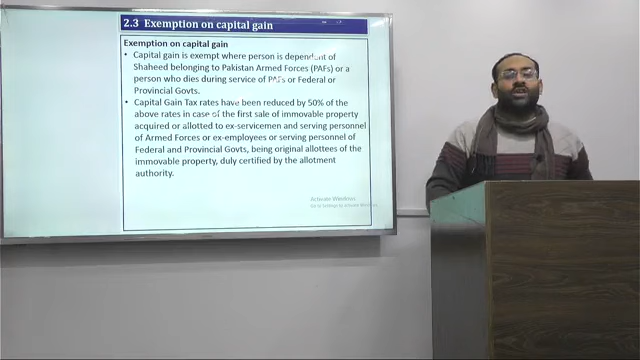 2.3 Exemption on capital gain
Exemption on capital gain
• Capital gain is exempt where person is dependent of
Shaheed belonging to Pakistan Armed Forces (PAFs) or a
person who dies during service of PAFs or Federal or
Provincial Govts.
• Capital Gain Tax rates have been reduced by 50% of the
above rates in case of the first sale of immovable property
acquired or allotted to ex-servicemen and serving personnel
of Armed Forces or ex-employees or serving personnel of
Federal and Provincial Govts, being original allottees of the
immovable property, duly certified by the allotment
authority.
Activate Windows
Go to Settings to activate Windows.